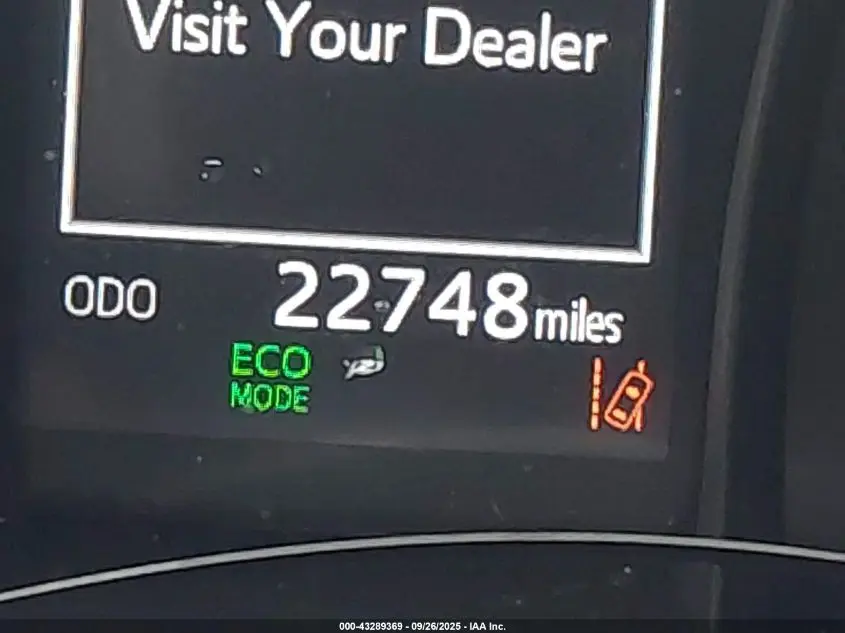 Visit Your Dealer
ODO 22748 miles
ECO
MODE
000-43289369 - 09/26/2025 - IAA Inc.